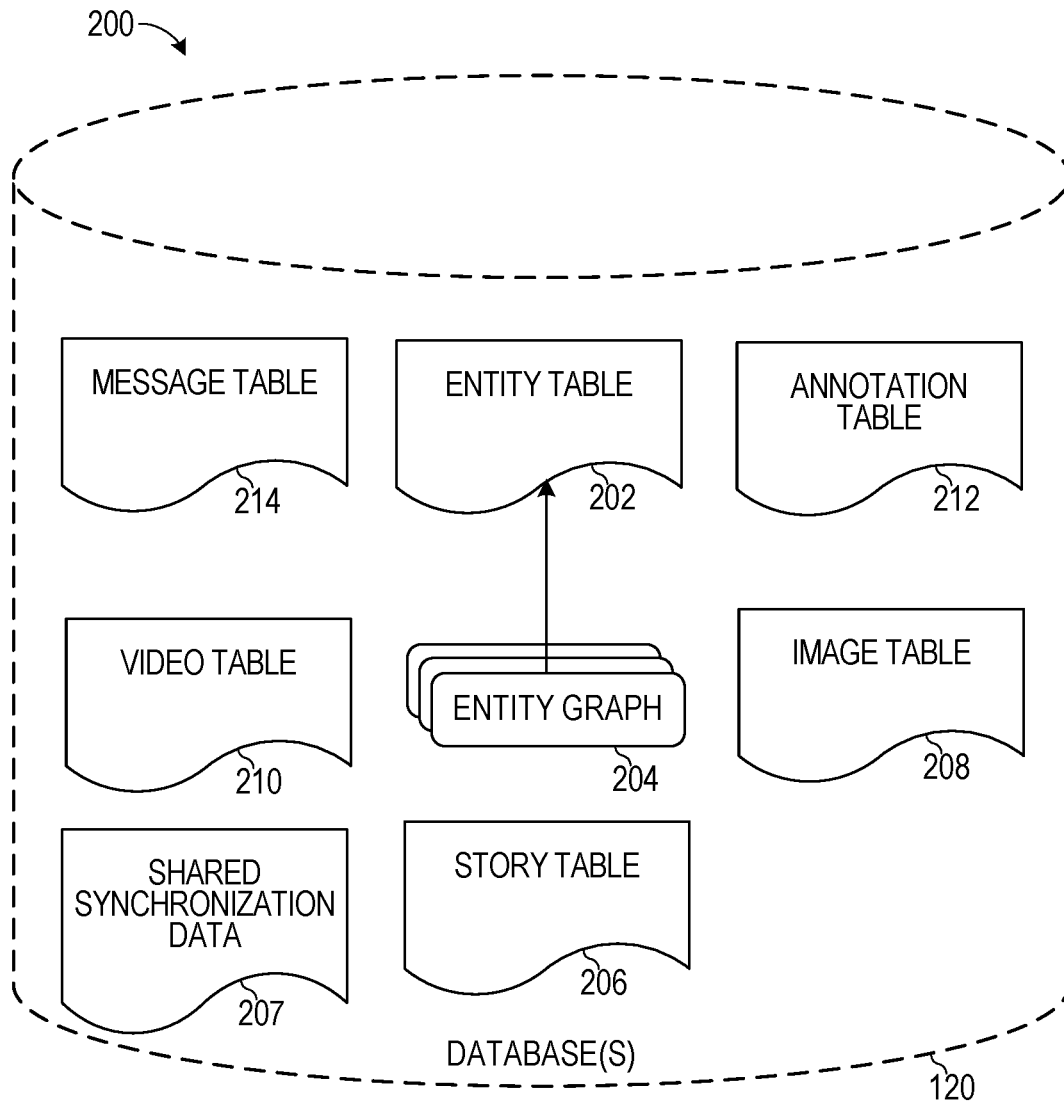 200
MESSAGE TABLE
214
ENTITY TABLE
202
ANNOTATION
TABLE
212
VIDEO TABLE
210
ENTITY GRAPH
204
IMAGE TABLE
208
SHARED
SYNCHRONIZATION
DATA
207
STORY TABLE
206
DATABASE(S)
120